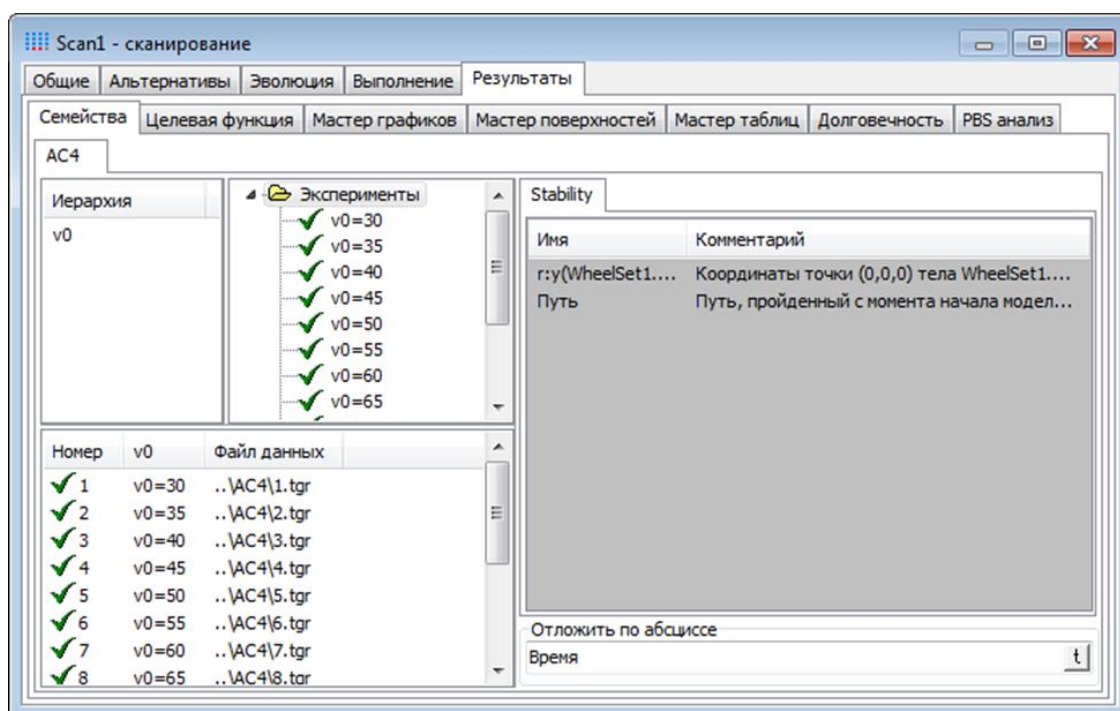 Scan1 - сканирование
Общие Альтернативы Эволюция Выполнение Результаты
Семейства Целевая функция Мастер графиков Мастер поверхностей Мастер таблиц Долговечность PBS анализ
AC4
Иерархия
v0
Эксперименты
v0=30
v0=35
v0=40
v0=45
v0=50
v0=55
v0=60
v0=65
Stability
Имя Комментарий
r:y(WheelSet1.... Координаты точки (0,0,0) тела WheelSet1....
Путь Путь, пройденный с момента начала модел...
Номер v0 Файл данных
1 v0=30 ..\AC4\1.tgr
2 v0=35 ..\AC4\2.tgr
3 v0=40 ..\AC4\3.tgr
4 v0=45 ..\AC4\4.tgr
5 v0=50 ..\AC4\5.tgr
6 v0=55 ..\AC4\6.tgr
7 v0=60 ..\AC4\7.tgr
8 v0=65 ..\AC4\8.tgr
Отложить по абсциссе
Время t